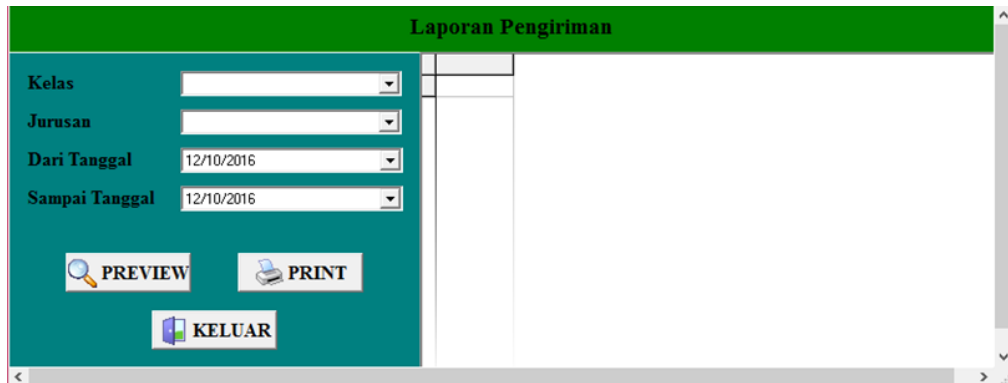 Laporan Pengiriman
Kelas
Jurusan
Dari Tanggal 12/10/2016
Sampai Tanggal 12/10/2016
PREVIEW PRINT
KELUAR